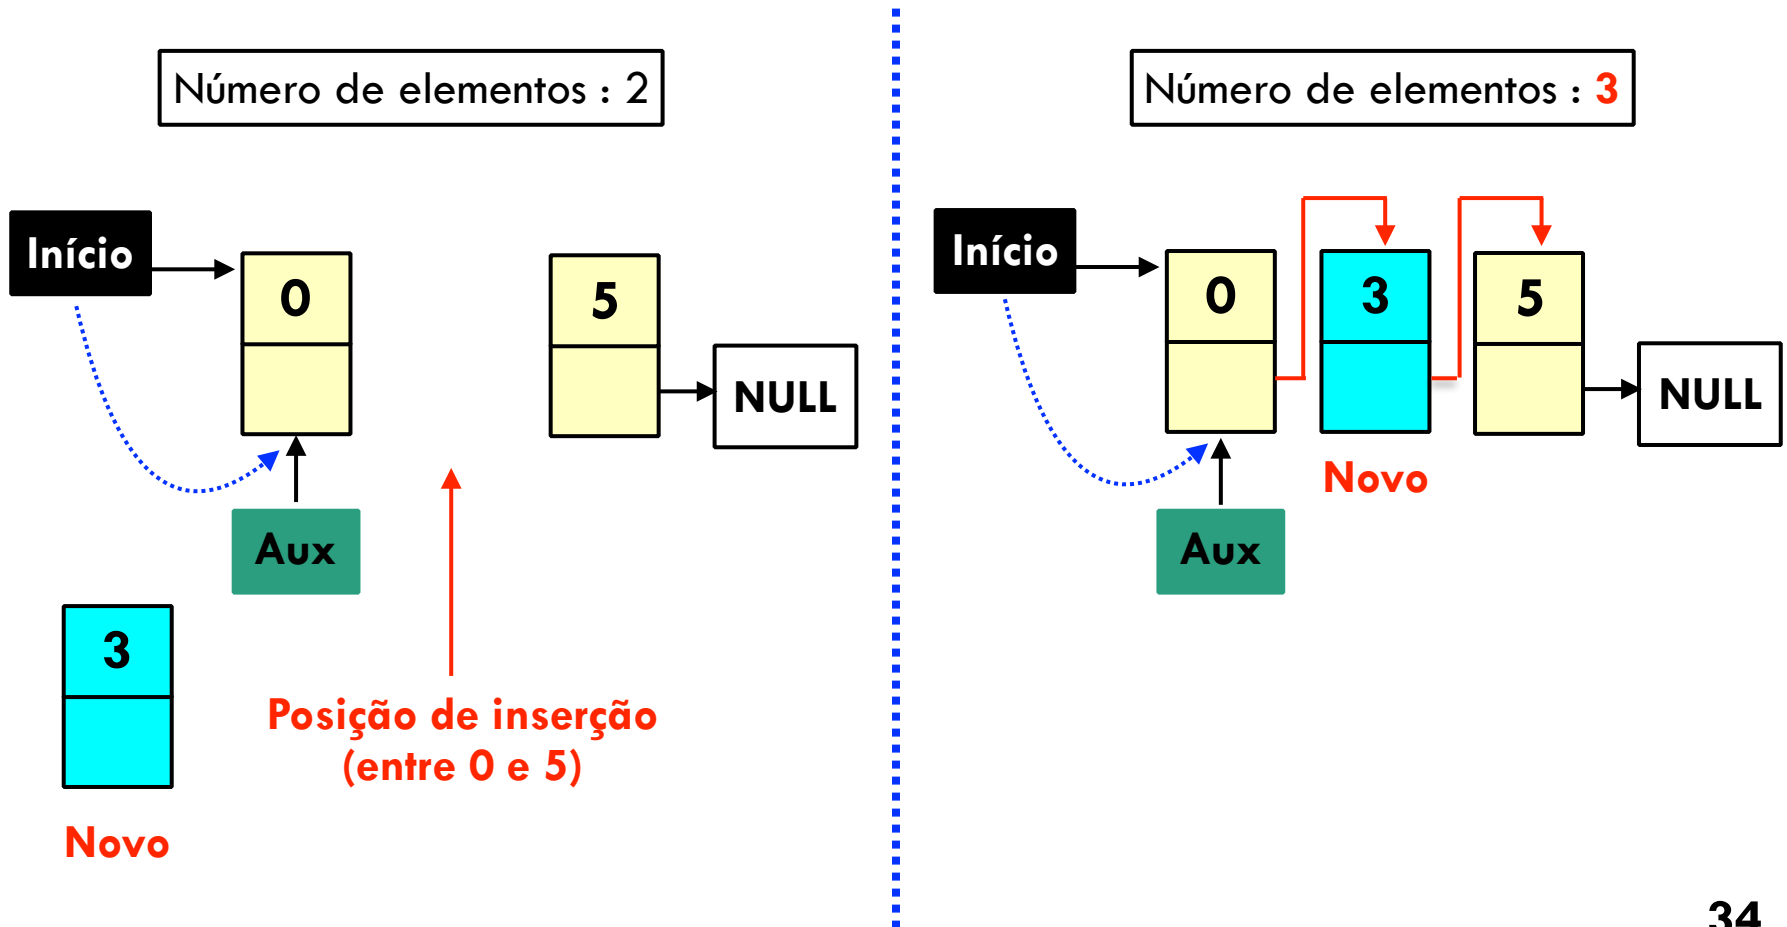 Número de elementos : 2
Início
0
5
NULL
Aux
3
Posição de inserção
(entre 0 e 5)
Novo
Número de elementos : 3
Início
0
3
5
NULL
Novo
Aux
34